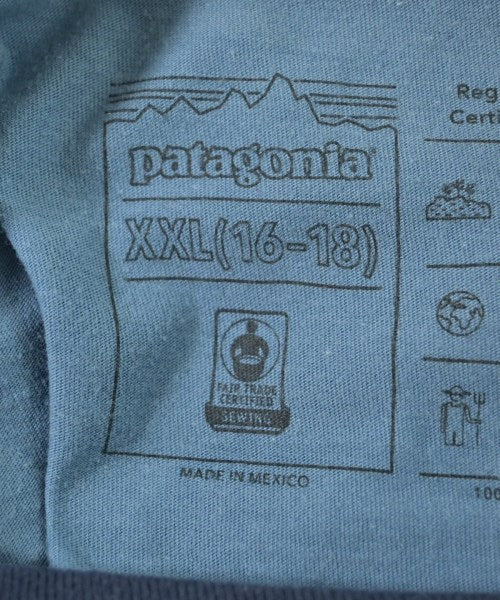 patagonia®
XXL(16-18)
FAIR TRADE
CERTIFIED
SEWING
MADE IN MEXICO
Reg
Certi
100